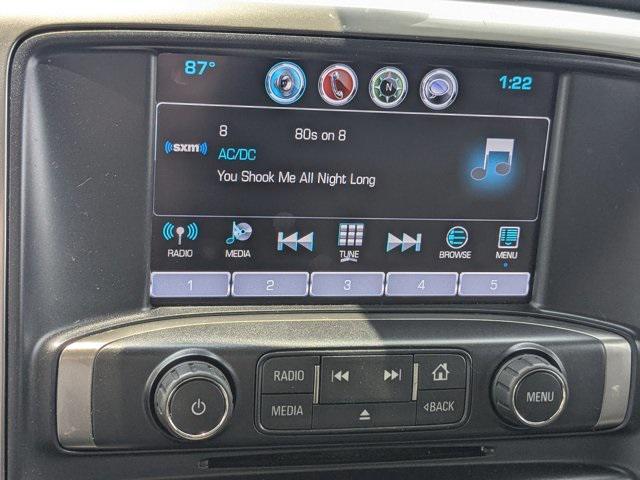 87° N 1:22
8 80s on 8
((sxm))
AC/DC
You Shook Me All Night Long
RADIO MEDIA TUNE BROWSE MENU
1 2 3 4 5
RADIO
MEDIA BACK
MENU